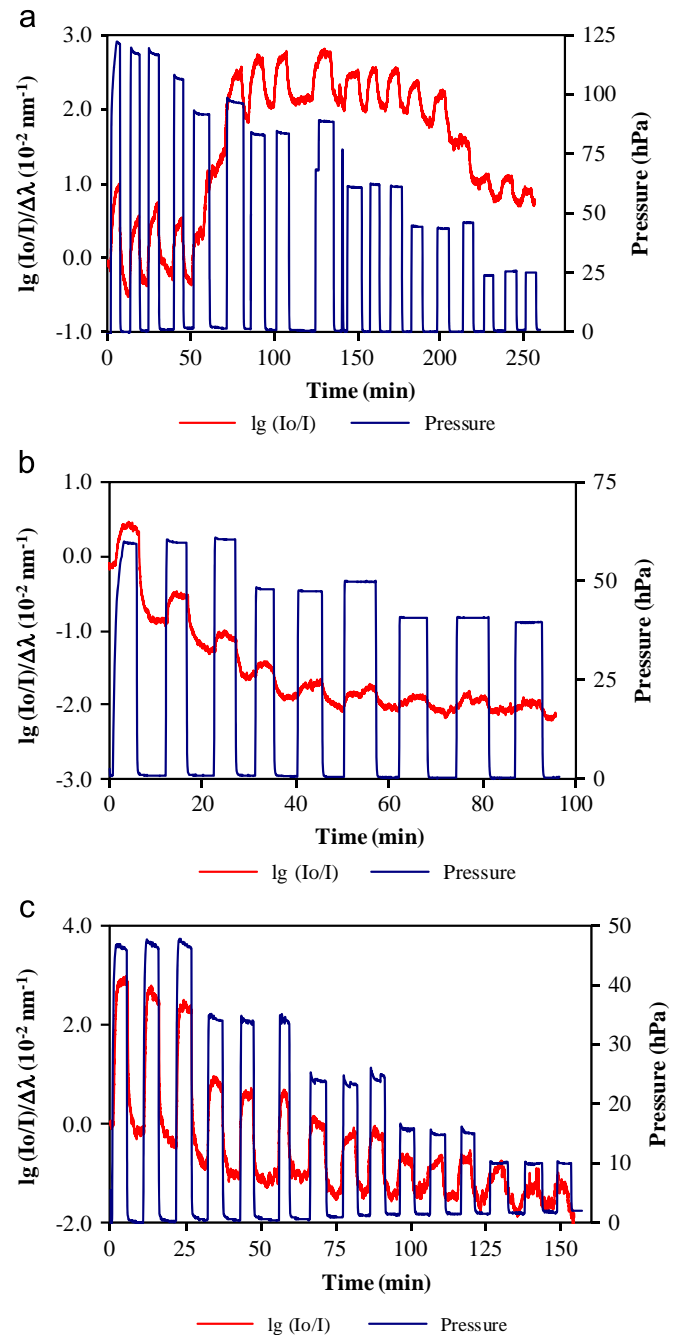 a
lg (Io/I)/Δλ (10⁻² nm⁻¹)
3.0
2.0
1.0
0.0
-1.0
125
100
75
50
25
0
Pressure (hPa)
0 50 100 150 200 250
Time (min)
lg (Io/I) Pressure
b
lg (Io/I)/Δλ (10⁻² nm⁻¹)
1.0
0.0
-1.0
-2.0
-3.0
75
50
25
0
Pressure (hPa)
0 20 40 60 80 100
Time (min)
lg (Io/I) Pressure
c
lg (Io/I)/Δλ (10⁻² nm⁻¹)
4.0
2.0
0.0
-2.0
50
40
30
20
10
0
Pressure (hPa)
0 25 50 75 100 125 150
Time (min)
lg (Io/I) Pressure